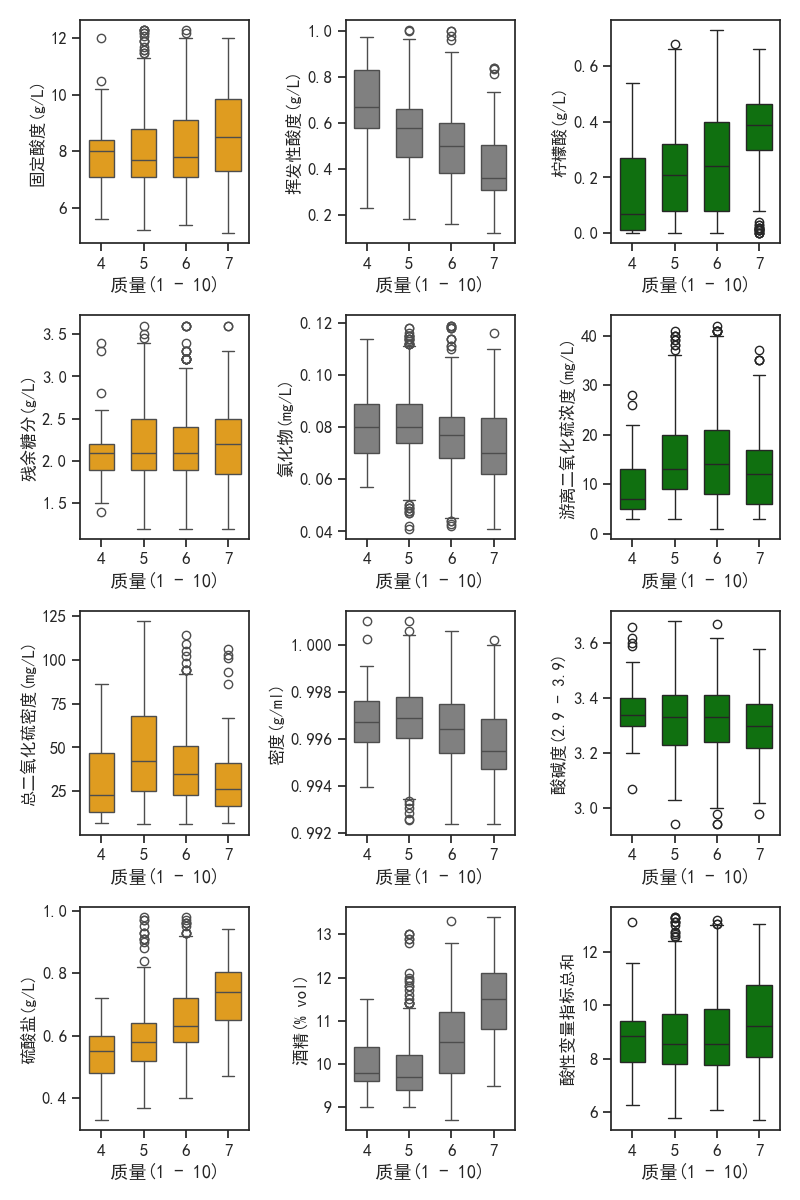 固定酸度(g/L)
12
10
8
6
4 5 6 7
质量(1 - 10)
挥发性酸度(g/L)
1.0
0.8
0.6
0.4
0.2
4 5 6 7
质量(1 - 10)
柠檬酸(g/L)
0.6
0.4
0.2
0.0
4 5 6 7
质量(1 - 10)
残余糖分(g/L)
3.5
3.0
2.5
2.0
1.5
4 5 6 7
质量(1 - 10)
氯化物(mg/L)
0.12
0.10
0.08
0.06
0.04
4 5 6 7
质量(1 - 10)
游离二氧化硫浓度(mg/L)
40
30
20
10
0
4 5 6 7
质量(1 - 10)
总二氧化硫密度(mg/L)
125
100
75
50
25
4 5 6 7
质量(1 - 10)
密度(g/ml)
1.000
0.998
0.996
0.994
0.992
4 5 6 7
质量(1 - 10)
酸碱度(2.9 - 3.9)
3.6
3.4
3.2
3.0
4 5 6 7
质量(1 - 10)
硫酸盐(g/L)
1.0
0.8
0.6
0.4
4 5 6 7
质量(1 - 10)
酒精(% vol)
13
12
11
10
9
4 5 6 7
质量(1 - 10)
酸性变量指标总和
12
10
8
6
4 5 6 7
质量(1 - 10)